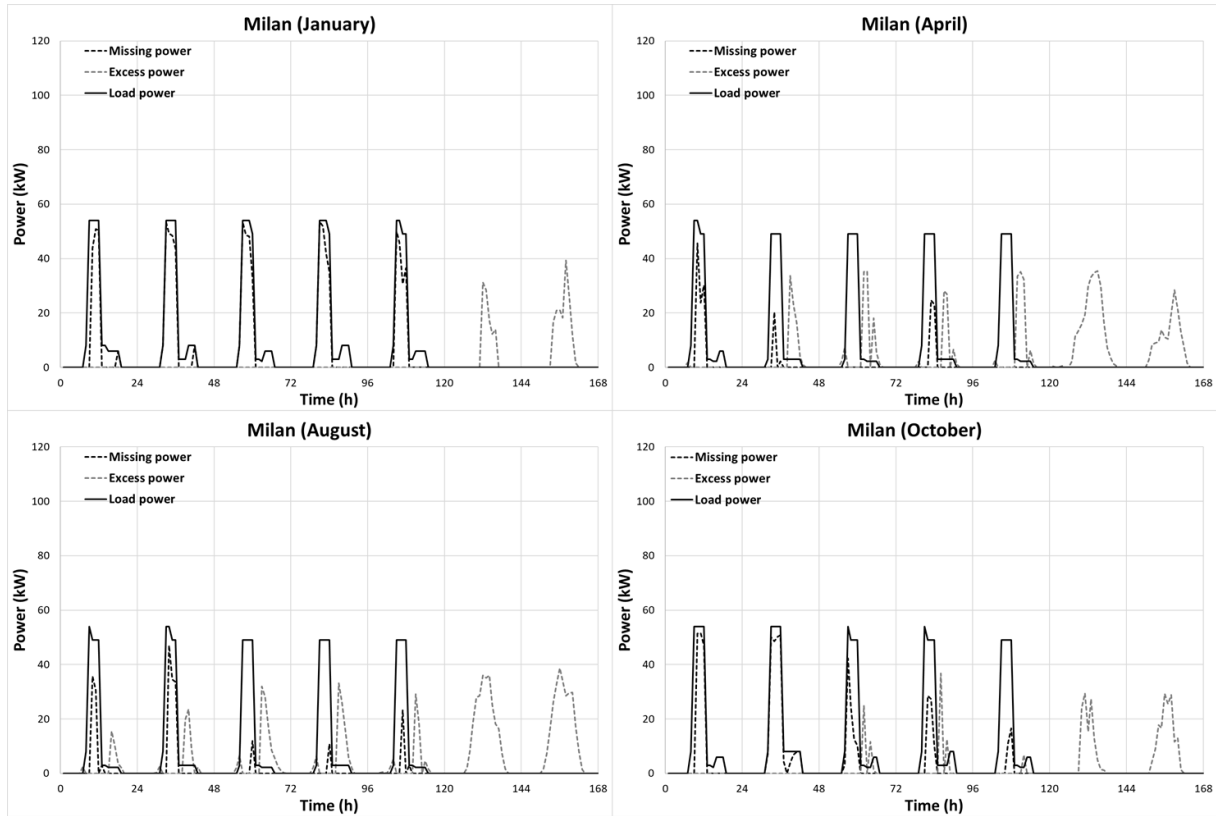 Milan (January)
120
100
80
60
40
20
0
Power (kW)
Missing power
Excess power
Load power
0 24 48 72 96 120 144 168
Time (h)
Milan (April)
120
100
80
60
40
20
0
Power (kW)
Missing power
Excess power
Load power
0 24 48 72 96 120 144 168
Time (h)
Milan (August)
120
100
80
60
40
20
0
Power (kW)
Missing power
Excess power
Load power
0 24 48 72 96 120 144 168
Time (h)
Milan (October)
120
100
80
60
40
20
0
Power (kW)
Missing power
Excess power
Load power
0 24 48 72 96 120 144 168
Time (h)